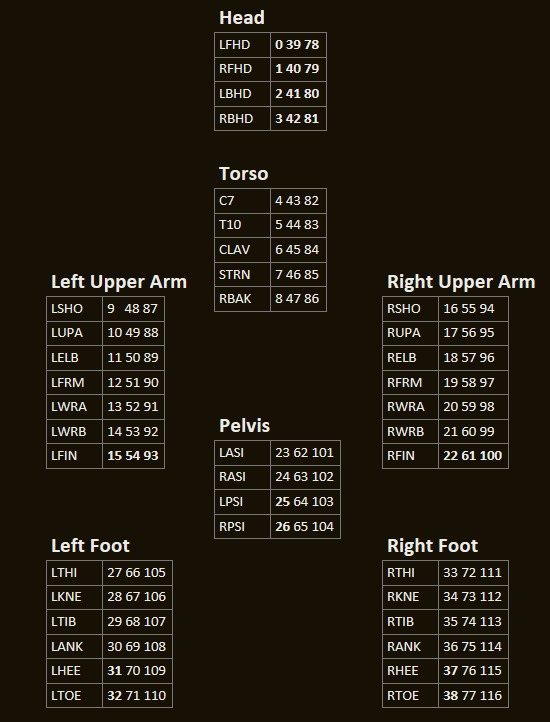 Head
LFHD 0 39 78
RFHD 1 40 79
LBHD 2 41 80
RBHD 3 42 81
Torso
C7 4 43 82
T10 5 44 83
CLAV 6 45 84
STRN 7 46 85
RBAK 8 47 86
Left Upper Arm
LSHO 9 48 87
LUPA 10 49 88
LELB 11 50 89
LFRM 12 51 90
LWRA 13 52 91
LWRB 14 53 92
LFIN 15 54 93
Right Upper Arm
RSHO 16 55 94
RUPA 17 56 95
RELB 18 57 96
RFRM 19 58 97
RWRA 20 59 98
RWRB 21 60 99
RFIN 22 61 100
Pelvis
LASI 23 62 101
RASI 24 63 102
LPSI 25 64 103
RPSI 26 65 104
Left Foot
LTHI 27 66 105
LKNE 28 67 106
LTIB 29 68 107
LANK 30 69 108
LHEE 31 70 109
LTOE 32 71 110
Right Foot
RTHI 33 72 111
RKNE 34 73 112
RTIB 35 74 113
RANK 36 75 114
RHEE 37 76 115
RTOE 38 77 116